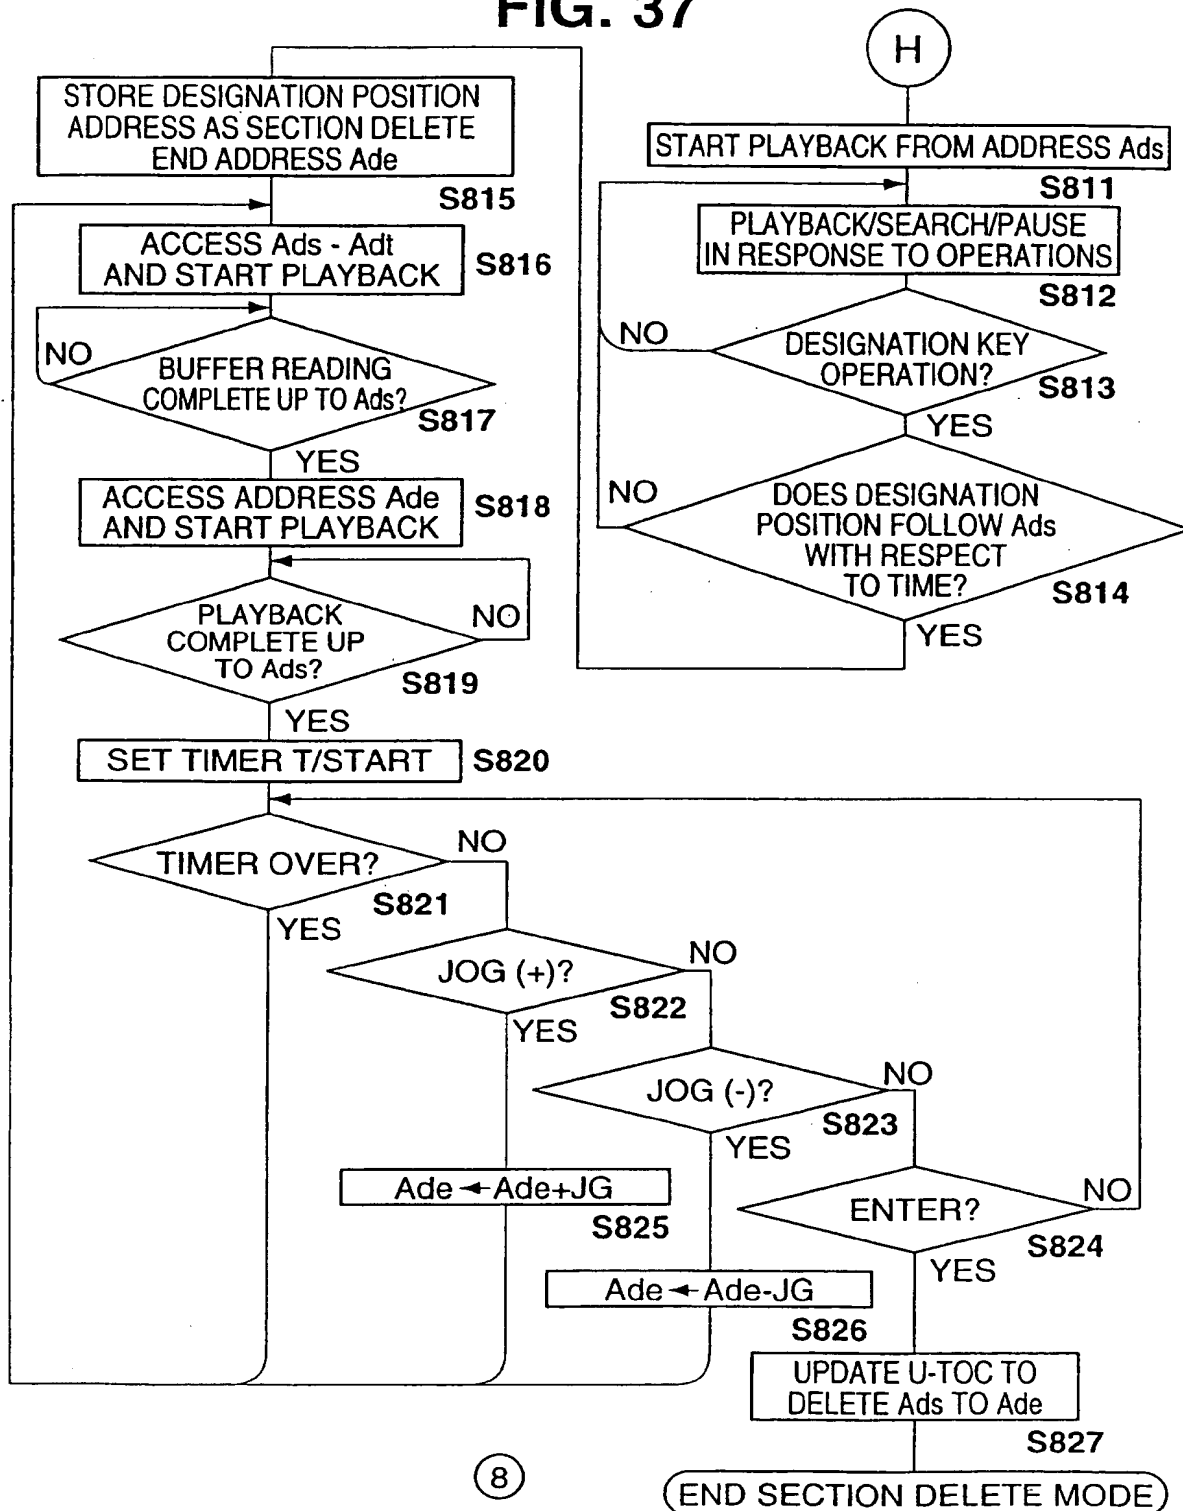 FIG. 37
H
START PLAYBACK FROM ADDRESS Ads
S811
PLAYBACK/SEARCH/PAUSE
IN RESPONSE TO OPERATIONS
S812
NO
DESIGNATION KEY
OPERATION?
S813
YES
NO
DOES DESIGNATION
POSITION FOLLOW Ads
WITH RESPECT
TO TIME?
S814
YES
STORE DESIGNATION POSITION
ADDRESS AS SECTION DELETE
END ADDRESS Ade
S815
ACCESS Ads - Adt
AND START PLAYBACK
S816
NO
BUFFER READING
COMPLETE UP TO Ads?
S817
YES
ACCESS ADDRESS Ade
AND START PLAYBACK
S818
PLAYBACK
COMPLETE UP
TO Ads?
NO
S819
YES
SET TIMER T/START
S820
TIMER OVER?
NO
S821
YES
JOG (+)?
NO
S822
YES
JOG (-)?
NO
S823
YES
Ade←Ade+JG
S825
ENTER?
NO
S824
YES
Ade←Ade-JG
S826
UPDATE U-TOC TO
DELETE Ads TO Ade
S827
8
END SECTION DELETE MODE